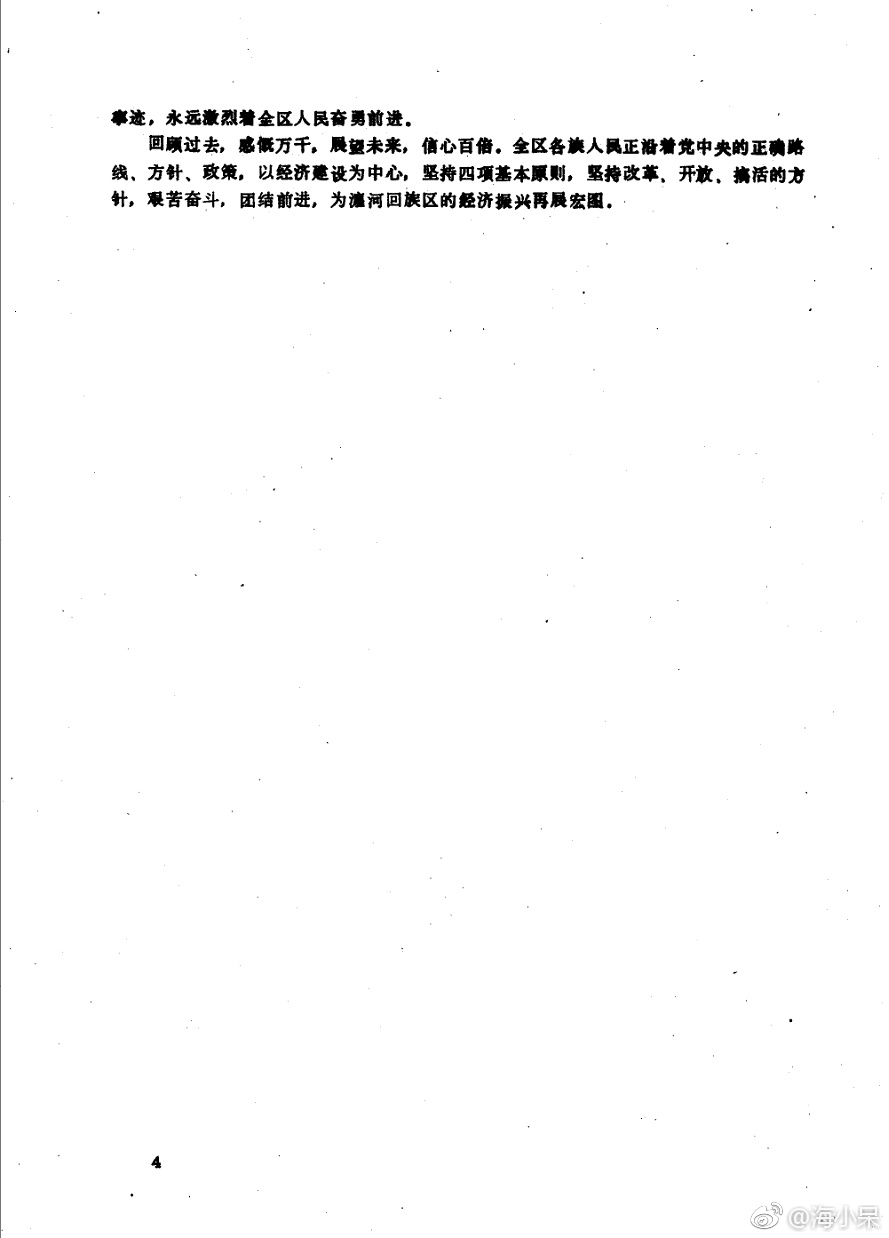 事迹，永远激烈着全区人民奋勇前进。
回顾过去，感慨万千，展望未来，信心百倍。全区各族人民正沿着党中央的正确路
线、方针、政策，以经济建设为中心，坚持四项基本原则，坚持改革、开放、搞活的方
针，艰苦奋斗，团结前进，为瀍河回族区的经济振兴再展宏图。
4
@海小呆